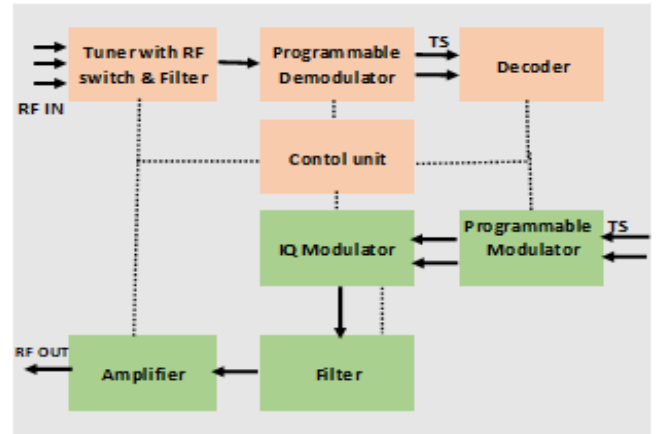 Tuner with RF
switch & Filter
Programmable
Demodulator
TS
Decoder
RF IN
Contol unit
IQ Modulator
Programmable
Modulator
TS
RF OUT
Amplifier
Filter